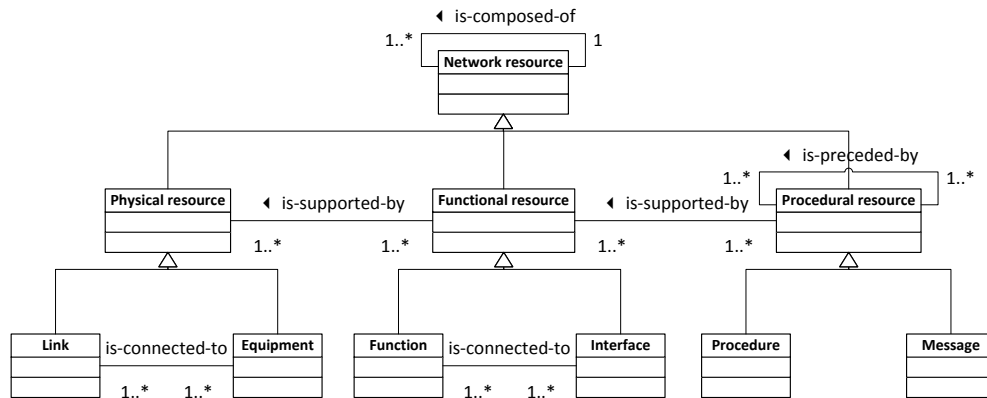 ◄ is-composed-of
1..* 1
Network resource
◄ is-preceded-by
1..* 1..*
Physical resource ◄ is-supported-by Functional resource ◄ is-supported-by Procedural resource
1..* 1..* 1..* 1..*
Link is-connected-to Equipment Function is-connected-to Interface Procedure Message
1..* 1..* 1..* 1..*